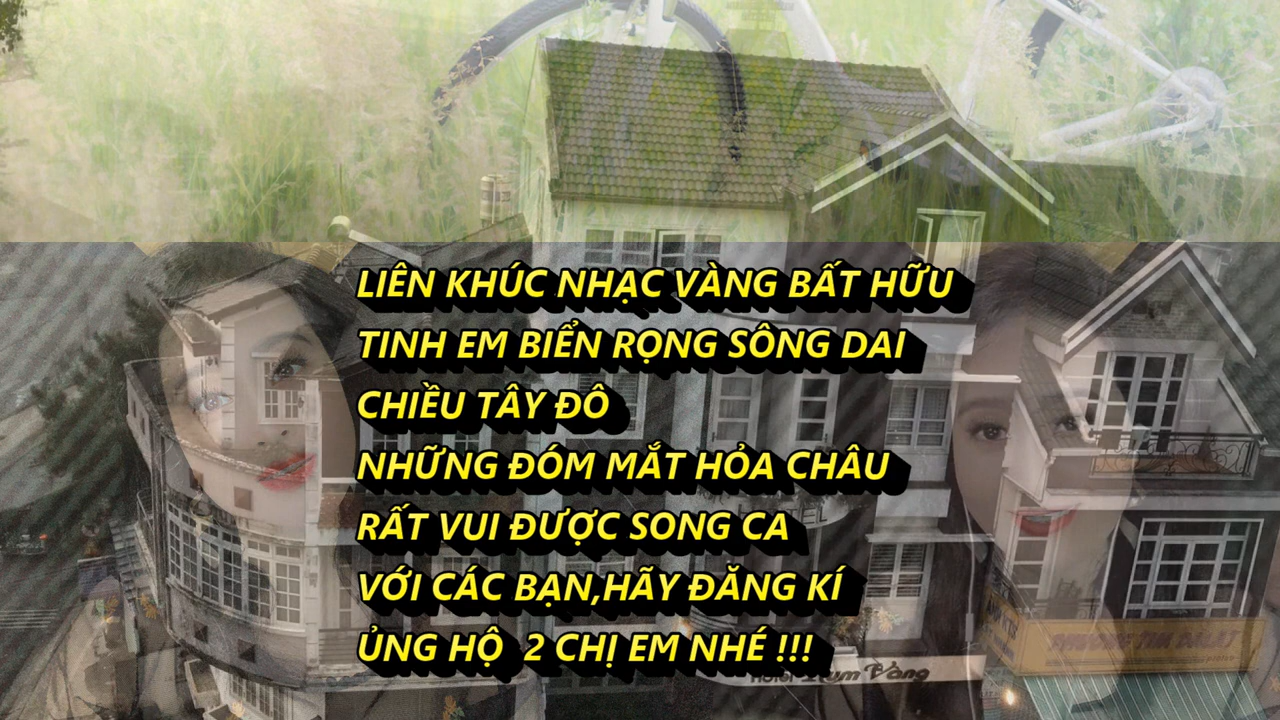 LIÊN KHÚC NHẠC VÀNG BẤT HỮU
TINH EM BIỂN RỌNG SÔNG DAI
CHIỀU TÂY ĐÔ
NHỮNG ĐÓM MẮT HỎA CHÂU
RẤT VUI ĐƯỢC SONG CA
VỚI CÁC BẠN,HÃY ĐĂNG KÍ
ỦNG HỘ 2 CHỊ EM NHÉ !!!